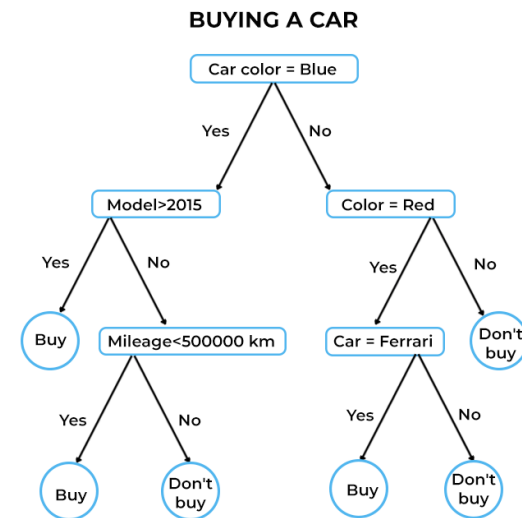 BUYING A CAR
Car color = Blue
Yes
No
Model>2015
Color = Red
Yes
No
Yes
No
Buy
Mileage<500000 km
Car = Ferrari
Don't
buy
Yes
No
Yes
No
Buy
Don't
buy
Buy
Don't
buy